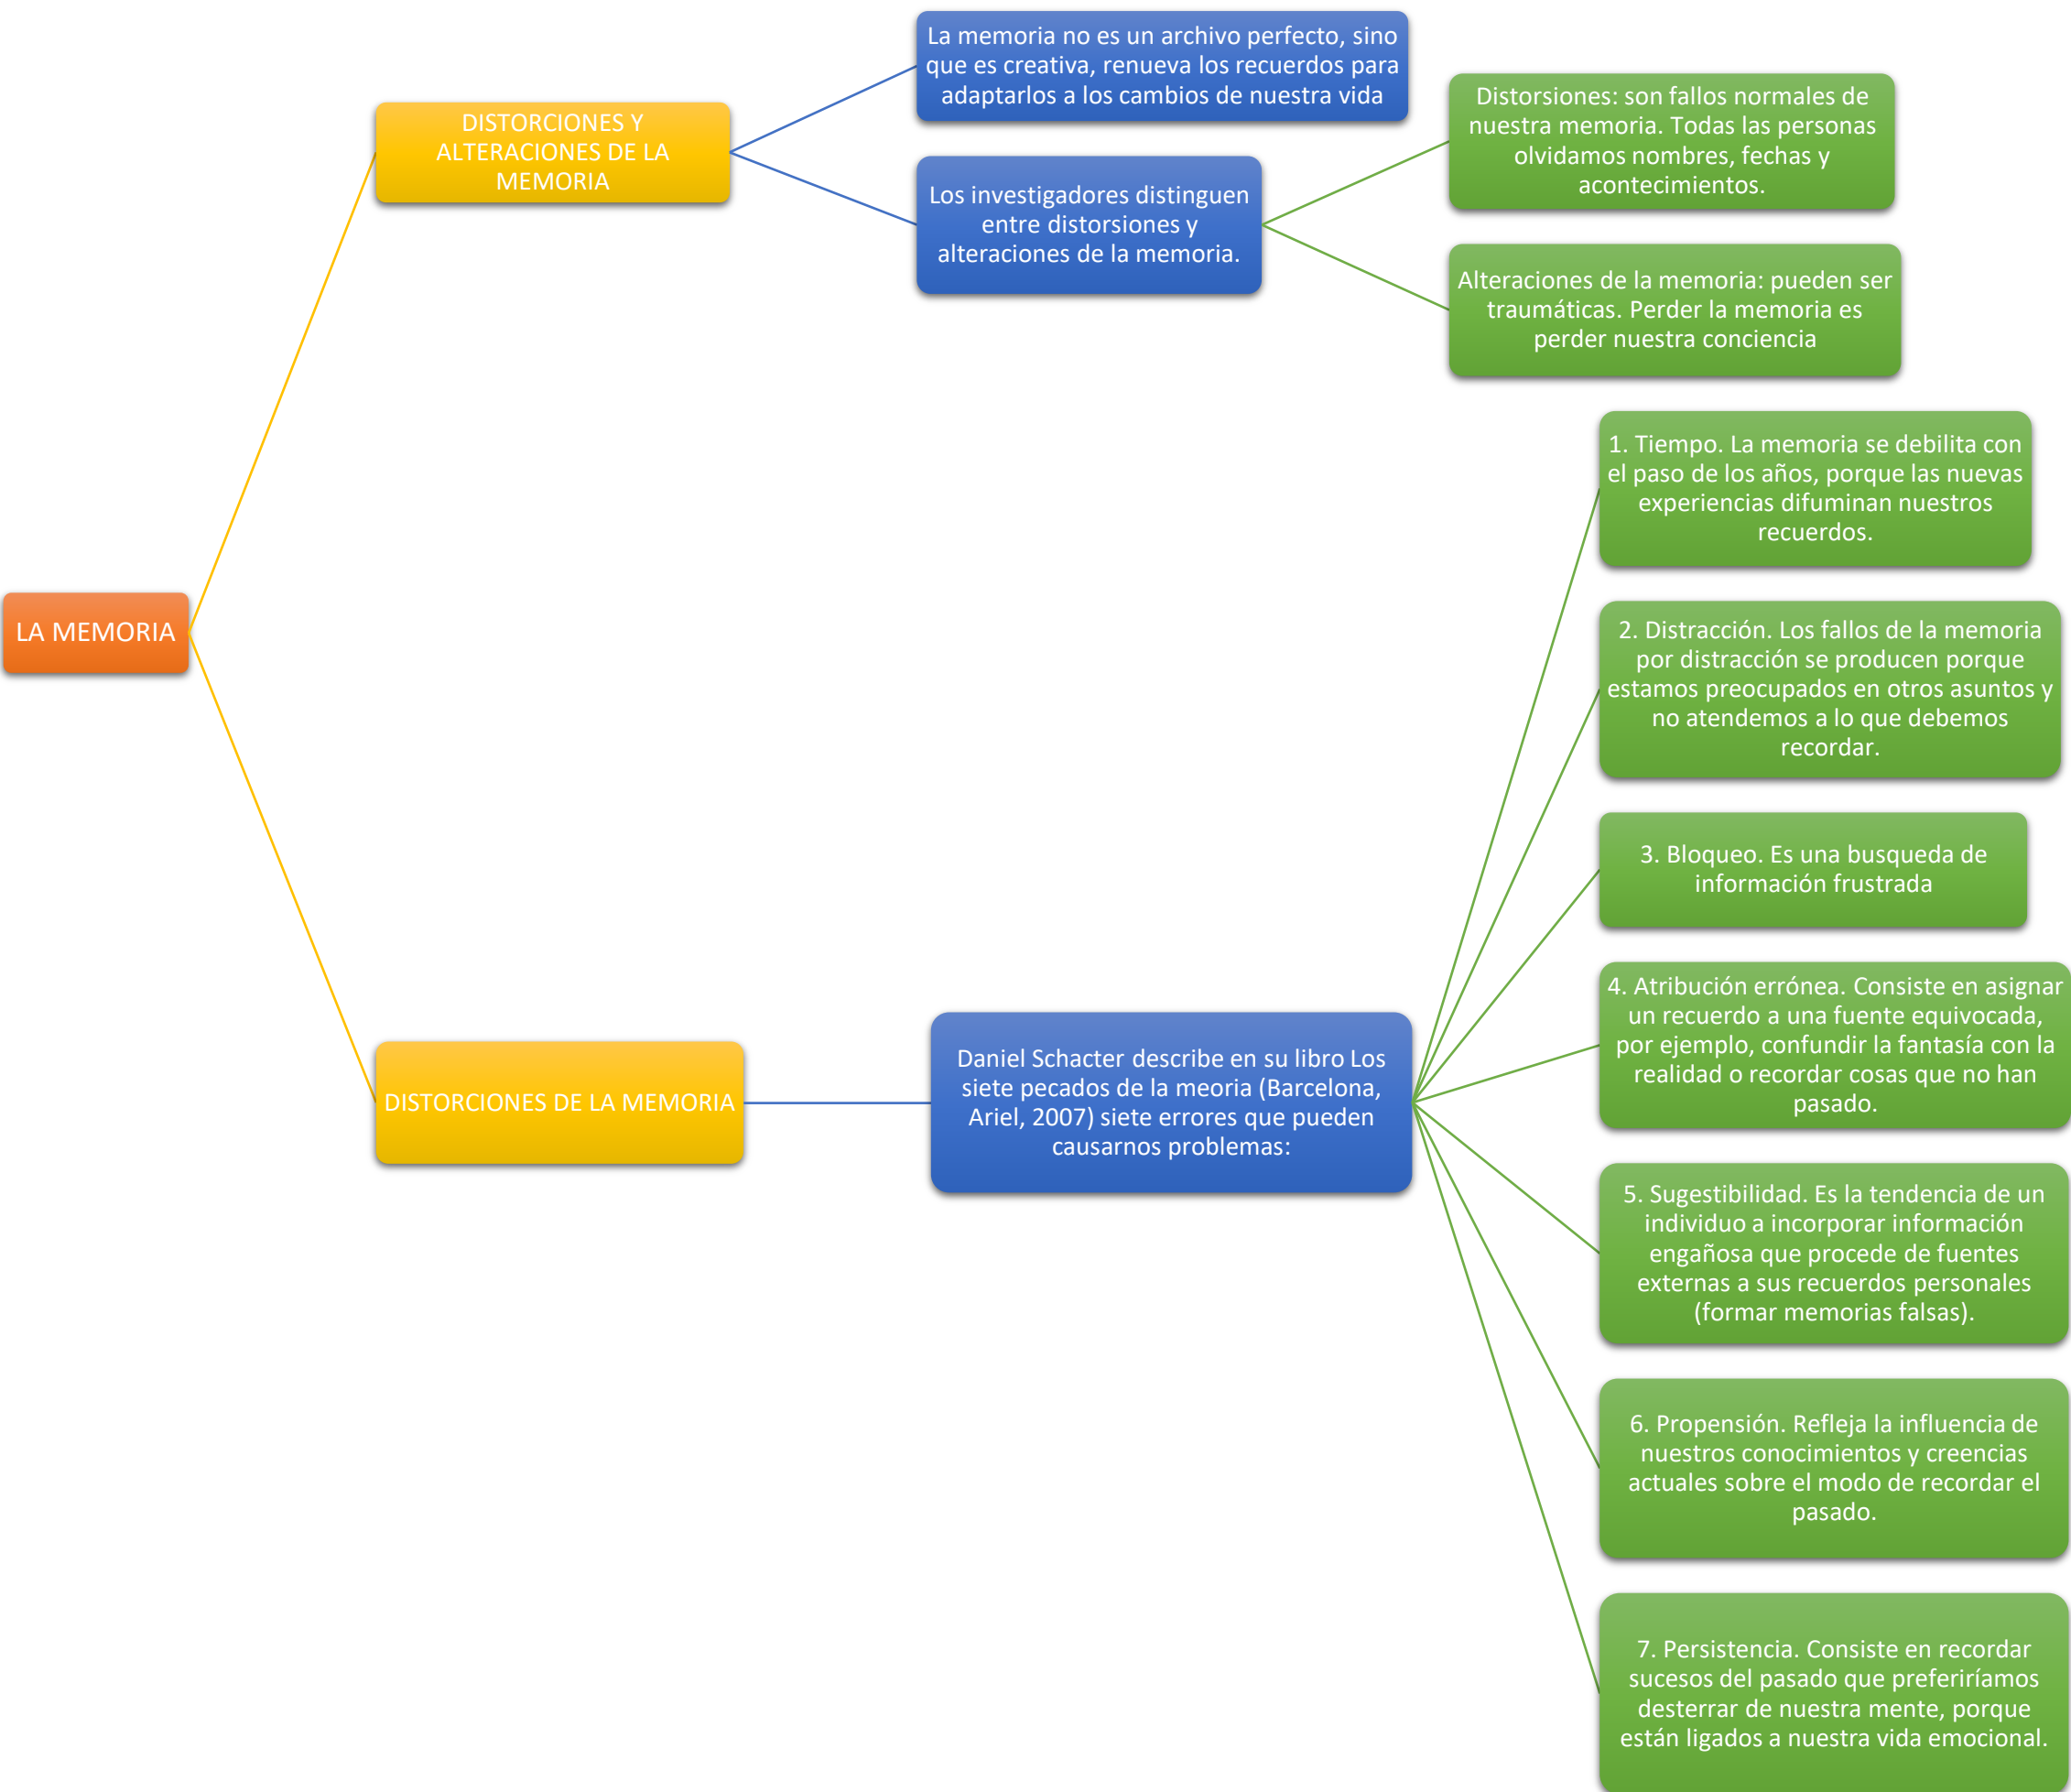 LA MEMORIA
DISTORCIONES Y
ALTERACIONES DE LA
MEMORIA
La memoria no es un archivo perfecto, sino
que es creativa, renueva los recuerdos para
adaptarlos a los cambios de nuestra vida
Los investigadores distinguen
entre distorsiones y
alteraciones de la memoria.
Distorsiones: son fallos normales de
nuestra memoria. Todas las personas
olvidamos nombres, fechas y
acontecimientos.
Alteraciones de la memoria: pueden ser
traumáticas. Perder la memoria es
perder nuestra conciencia
DISTORCIONES DE LA MEMORIA
Daniel Schacter describe en su libro Los
siete pecados de la meoria (Barcelona,
Ariel, 2007) siete errores que pueden
causarnos problemas:
1. Tiempo. La memoria se debilita con
el paso de los años, porque las nuevas
experiencias difuminan nuestros
recuerdos.
2. Distracción. Los fallos de la memoria
por distracción se producen porque
estamos preocupados en otros asuntos y
no atendemos a lo que debemos
recordar.
3. Bloqueo. Es una busqueda de
información frustrada
4. Atribución errónea. Consiste en asignar
un recuerdo a una fuente equivocada,
por ejemplo, confundir la fantasía con la
realidad o recordar cosas que no han
pasado.
5. Sugestibilidad. Es la tendencia de un
individuo a incorporar información
engañosa que procede de fuentes
externas a sus recuerdos personales
(formar memorias falsas).
6. Propensión. Refleja la influencia de
nuestros conocimientos y creencias
actuales sobre el modo de recordar el
pasado.
7. Persistencia. Consiste en recordar
sucesos del pasado que preferiríamos
desterrar de nuestra mente, porque
están ligados a nuestra vida emocional.